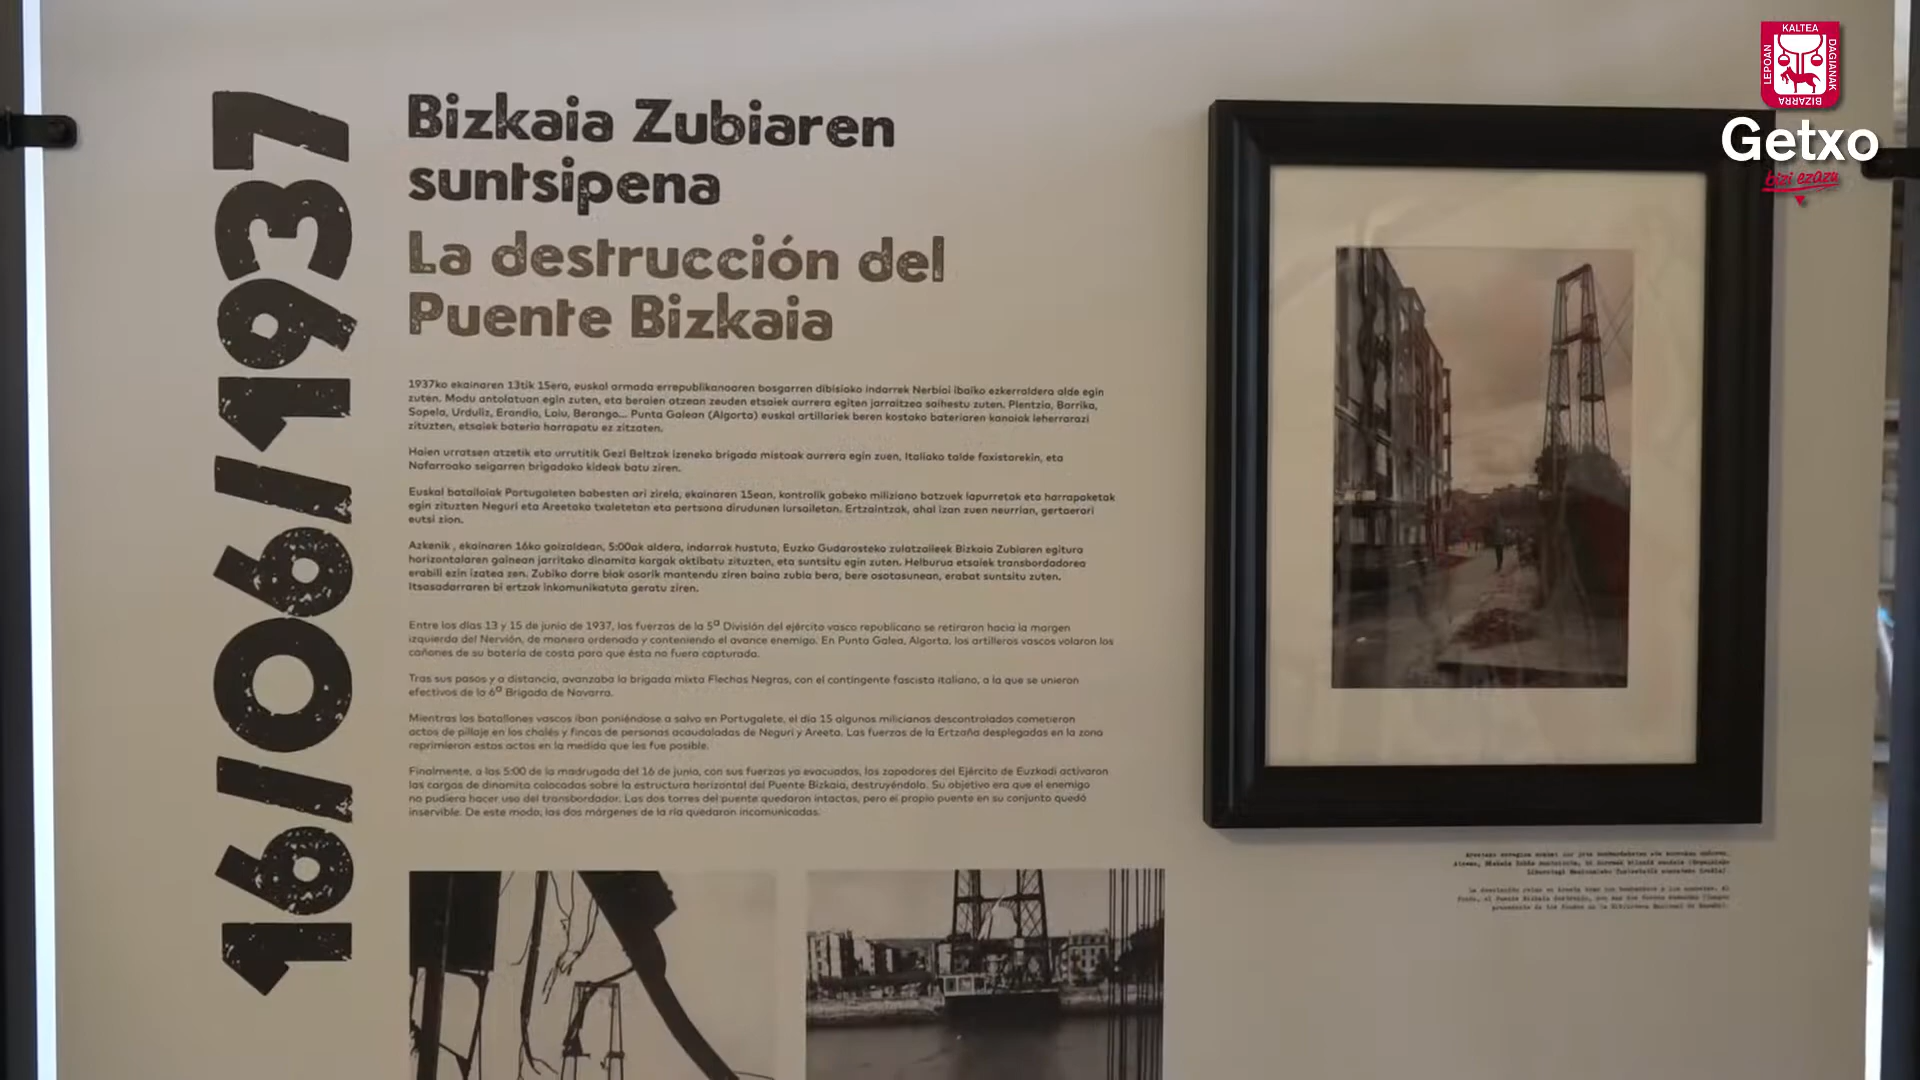 16/06/1937
Bizkaia Zubiaren
suntsipena
La destrucción del
Puente Bizkaia
1937ko ekainaren 13tik 15era, euskal armada errepublikanoaren bosgarren dibisioko indarrek Nerbioi ibaiko ezkerraldera alde egin
zuten. Modu antolatuan egin zuten, eta beraien atzean zeuden etsaiek aurrera egiten jarraitzea saihestu zuten. Plentzia, Barrika,
Sopela, Urduliz, Erandio, Loiu, Berango... Punta Galean (Algorta) euskal artillariek beren kostako bateriaren kanoiak leherrarazi
zituzten, etsaiek bateria harrapatu ez zitzaten.
Haien urratsen atzetik eta urrutitik Gezi Beltzak izeneko brigada mistoak aurrera egin zuen, Italiako talde faxistarekin, eta
Nafarroako seigarren brigadako kideak batu ziren.
Euskal batailoiak Portugaleten babesten ari zirela, ekainaren 15ean, kontrolik gabeko miliziano batzuek lapurretak eta harrapaketak
egin zituzten Neguri eta Areetako txaletetan eta pertsona dirudunen lursailetan. Ertzaintzak, ahal izan zuen neurrian, gertaerari
eutsi zion.
Azkenik , ekainaren 16ko goizaldean, 5:00ak aldera, indarrak hustuta, Euzko Gudarosteko zulatzaileek Bizkaia Zubiaren egitura
horizontalaren gainean jarritako dinamita kargak aktibatu zituzten, eta suntsitu egin zuten. Helburua etsaiek transbordadorea
erabili ezin izatea zen. Zubiko dorre biak osorik mantendu ziren baina zubia bera, bere osotasunean, erabat suntsitu zuten.
Itsasadarraren bi ertzak inkomunikatuta geratu ziren.
Entre los días 13 y 15 de junio de 1937, las fuerzas de la 5ª División del ejército vasco republicano se retiraron hacia la margen
izquierda del Nervión, de manera ordenada y conteniendo el avance enemigo. En Punta Galea, Algorta, los artilleros vascos volaron los
cañones de su batería de costa para que ésta no fuera capturada.
Tras sus pasos y a distancia, avanzaba la brigada mixta Flechas Negras, con el contingente fascista italiano, a la que se unieron
efectivos de la 6ª Brigada de Navarra.
Mientras los batallones vascos iban poniéndose a salvo en Portugalete, el día 15 algunos milicianos descontrolados cometieron
actos de pillaje en los chalés y fincas de personas acaudaladas de Neguri y Areeta. Las fuerzas de la Ertzaña desplegadas en la zona
reprimieron estos actos en la medida que les fue posible.
Finalmente, a las 5:00 de la madrugada del 16 de junio, con sus fuerzas ya evacuadas, los zapadores del Ejército de Euzkadi activaron
las cargas de dinamita colocadas sobre la estructura horizontal del Puente Bizkaia, destruyéndola. Su objetivo era que el enemigo
no pudiera hacer uso del transbordador. Las dos torres del puente quedaron intactas, pero el propio puente en su conjunto quedó
inservible. De este modo, las dos márgenes de la ría quedaron incomunicadas.
KALTEA
LEPOAN
DAGIANAK
BIZARRA
Getxo
bizi ezazu